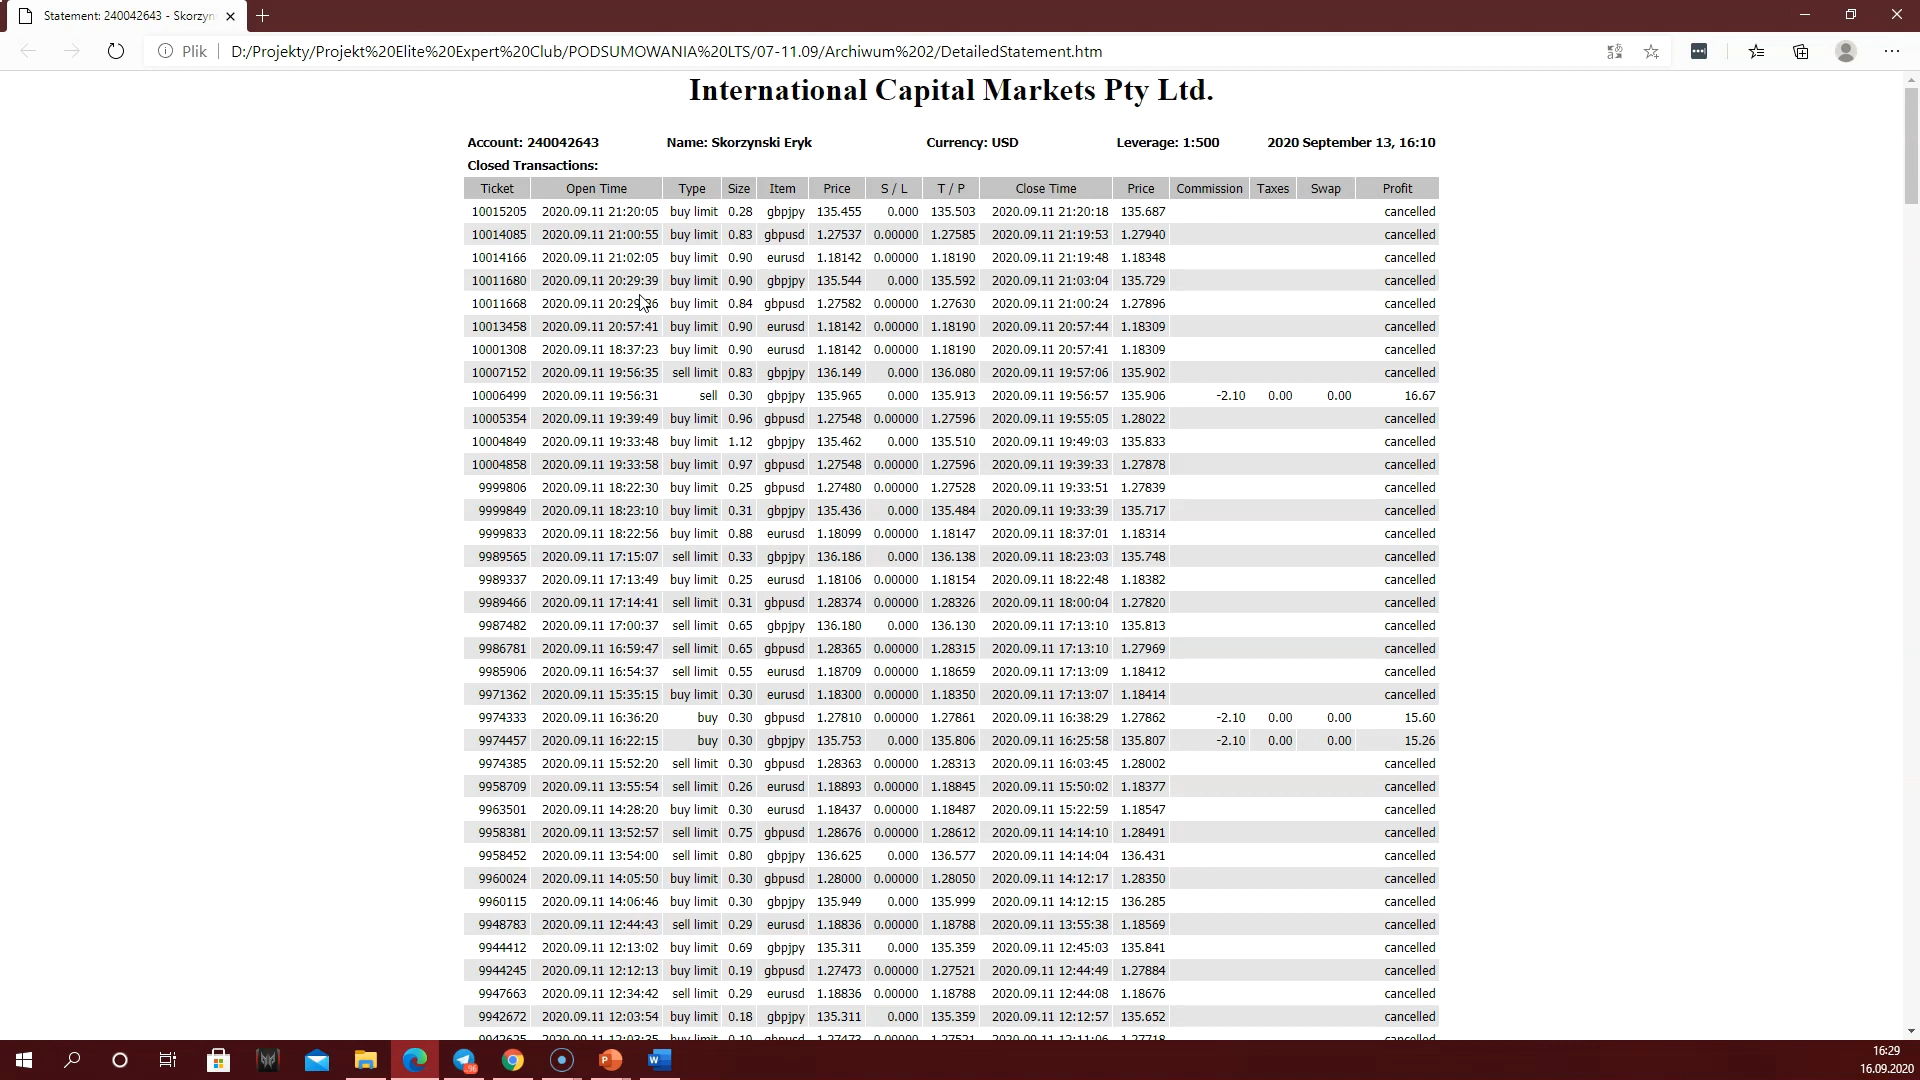 Statement: 240042643 - Skorzyn
Plik D:/Projekty/Projekt%20Elite%20Expert%20Club/PODSUMOWANIA%20LTS/07-11.09/Archiwum%202/DetailedStatement.htm
International Capital Markets Pty Ltd.
Account: 240042643 Name: Skorzynski Eryk Currency: USD Leverage: 1:500 2020 September 13, 16:10
Closed Transactions:
Ticket Open Time Type Size Item Price S / L T / P Close Time Price Commission Taxes Swap Profit
10015205 2020.09.11 21:20:05 buy limit 0.28 gbpjpy 135.455 0.000 135.503 2020.09.11 21:20:18 135.687 cancelled
10014085 2020.09.11 21:00:55 buy limit 0.83 gbpusd 1.27537 0.00000 1.27585 2020.09.11 21:19:53 1.27940 cancelled
10014166 2020.09.11 21:02:05 buy limit 0.90 eurusd 1.18142 0.00000 1.18190 2020.09.11 21:19:48 1.18348 cancelled
10011680 2020.09.11 20:29:39 buy limit 0.90 gbpjpy 135.544 0.000 135.592 2020.09.11 21:03:04 135.729 cancelled
10011668 2020.09.11 buy limit 0.84 gbpusd 1.27582 0.00000 1.27630 2020.09.11 21:00:24 1.27896 cancelled
10013458 2020.09.11 20:57:41 buy limit 0.90 eurusd 1.18142 0.00000 1.18190 2020.09.11 20:57:44 1.18309 cancelled
10001308 2020.09.11 18:37:23 buy limit 0.90 eurusd 1.18142 0.00000 1.18190 2020.09.11 20:57:41 1.18309 cancelled
10007152 2020.09.11 19:56:35 sell limit 0.83 gbpjpy 136.149 0.000 136.080 2020.09.11 19:57:06 135.902 cancelled
10006499 2020.09.11 19:56:31 sell 0.30 gbpjpy 135.965 0.000 135.913 2020.09.11 19:56:57 135.906 -2.10 0.00 0.00 16.67
10005354 2020.09.11 19:39:49 buy limit 0.96 gbpusd 1.27548 0.00000 1.27596 2020.09.11 19:55:05 1.28022 cancelled
10004849 2020.09.11 19:33:48 buy limit 1.12 gbpjpy 135.462 0.000 135.510 2020.09.11 19:49:03 135.833 cancelled
10004858 2020.09.11 19:33:58 buy limit 0.97 gbpusd 1.27548 0.00000 1.27596 2020.09.11 19:39:33 1.27878 cancelled
9999806 2020.09.11 18:22:30 buy limit 0.25 gbpusd 1.27480 0.00000 1.27528 2020.09.11 19:33:51 1.27839 cancelled
9999849 2020.09.11 18:23:10 buy limit 0.31 gbpjpy 135.436 0.000 135.484 2020.09.11 19:33:39 135.717 cancelled
9999833 2020.09.11 18:22:56 buy limit 0.88 eurusd 1.18099 0.00000 1.18147 2020.09.11 18:37:01 1.18314 cancelled
9989565 2020.09.11 17:15:07 sell limit 0.33 gbpjpy 136.186 0.000 136.138 2020.09.11 18:23:03 135.748 cancelled
9989337 2020.09.11 17:13:49 buy limit 0.25 eurusd 1.18106 0.00000 1.18154 2020.09.11 18:22:48 1.18382 cancelled
9989466 2020.09.11 17:14:41 sell limit 0.31 gbpusd 1.28374 0.00000 1.28326 2020.09.11 18:00:04 1.27820 cancelled
9987482 2020.09.11 17:00:37 sell limit 0.65 gbpjpy 136.180 0.000 136.130 2020.09.11 17:13:10 135.813 cancelled
9986781 2020.09.11 16:59:47 sell limit 0.65 gbpusd 1.28365 0.00000 1.28315 2020.09.11 17:13:10 1.27969 cancelled
9985906 2020.09.11 16:54:37 sell limit 0.55 eurusd 1.18709 0.00000 1.18659 2020.09.11 17:13:09 1.18412 cancelled
9971362 2020.09.11 15:35:15 buy limit 0.30 eurusd 1.18300 0.00000 1.18350 2020.09.11 17:13:07 1.18414 cancelled
9974333 2020.09.11 16:36:20 buy 0.30 gbpusd 1.27810 0.00000 1.27861 2020.09.11 16:38:29 1.27862 -2.10 0.00 0.00 15.60
9974457 2020.09.11 16:22:15 buy 0.30 gbpjpy 135.753 0.000 135.806 2020.09.11 16:25:58 135.807 -2.10 0.00 0.00 15.26
9974385 2020.09.11 15:52:20 sell limit 0.30 gbpusd 1.28363 0.00000 1.28313 2020.09.11 16:03:45 1.28002 cancelled
9958709 2020.09.11 13:55:54 sell limit 0.26 eurusd 1.18893 0.00000 1.18845 2020.09.11 15:50:02 1.18377 cancelled
9963501 2020.09.11 14:28:20 buy limit 0.30 eurusd 1.18437 0.00000 1.18487 2020.09.11 15:22:59 1.18547 cancelled
9958381 2020.09.11 13:52:57 sell limit 0.75 gbpusd 1.28676 0.00000 1.28612 2020.09.11 14:14:10 1.28491 cancelled
9958452 2020.09.11 13:54:00 sell limit 0.80 gbpjpy 136.625 0.000 136.577 2020.09.11 14:14:04 136.431 cancelled
9960024 2020.09.11 14:05:50 buy limit 0.30 gbpusd 1.28000 0.00000 1.28050 2020.09.11 14:12:17 1.28350 cancelled
9960115 2020.09.11 14:06:46 buy limit 0.30 gbpjpy 135.949 0.000 135.999 2020.09.11 14:12:15 136.285 cancelled
9948783 2020.09.11 12:44:43 sell limit 0.29 eurusd 1.18836 0.00000 1.18788 2020.09.11 13:55:38 1.18569 cancelled
9944412 2020.09.11 12:13:02 buy limit 0.69 gbpjpy 135.311 0.000 135.359 2020.09.11 12:45:03 135.841 cancelled
9944245 2020.09.11 12:12:13 buy limit 0.19 gbpusd 1.27473 0.00000 1.27521 2020.09.11 12:44:49 1.27884 cancelled
9947663 2020.09.11 12:34:42 sell limit 0.29 eurusd 1.18836 0.00000 1.18788 2020.09.11 12:44:08 1.18676 cancelled
9942672 2020.09.11 12:03:54 buy limit 0.18 gbpjpy 135.311 0.000 135.359 2020.09.11 12:12:57 135.652 cancelled
16:29
16.09.2020